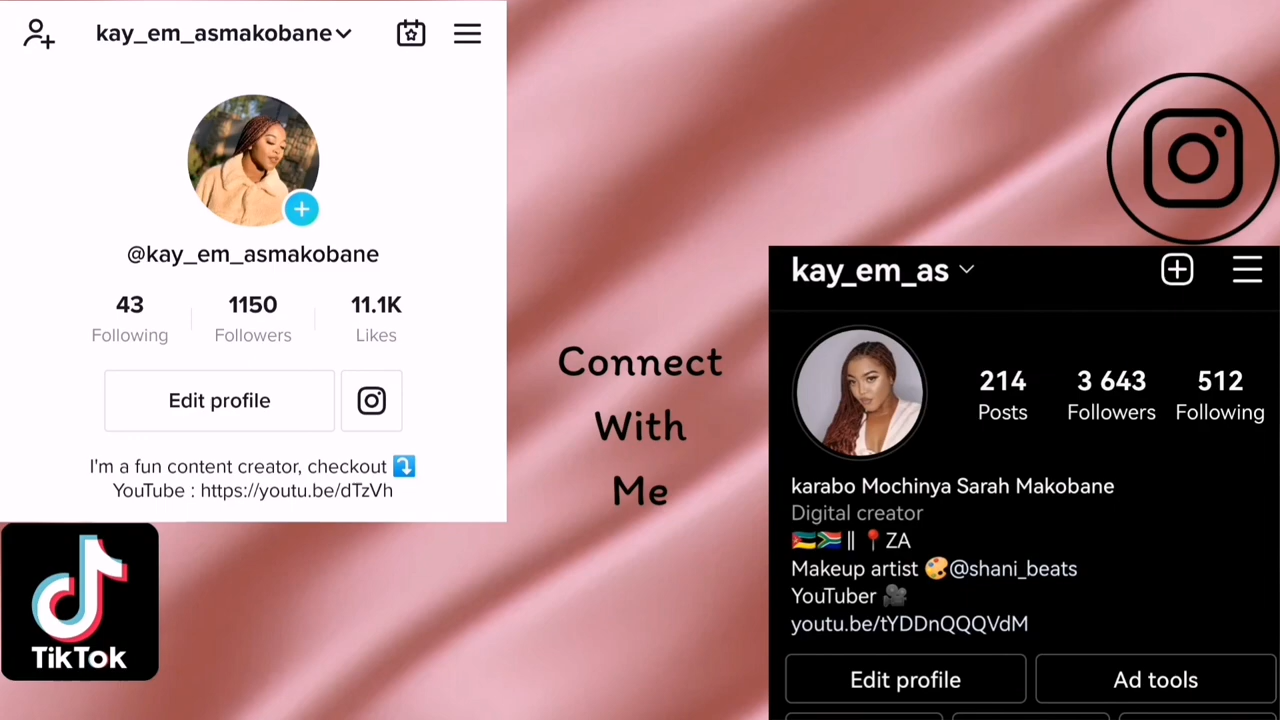 kay_em_asmakobane
@kay_em_asmakobane
43 1150 11.1K
Following Followers Likes
Edit profile
I'm a fun content creator, checkout ⤵️
YouTube : https://youtu.be/dTzVh
TikTok
Connect
With
Me
kay_em_as
214 3 643 512
Posts Followers Following
karabo Mochinya Sarah Makobane
Digital creator
🇲🇿🇿🇦 || 📍ZA
Makeup artist 🎨@shani_beats
YouTuber 🎥
youtu.be/tYDDnQQQVdM
Edit profile Ad tools